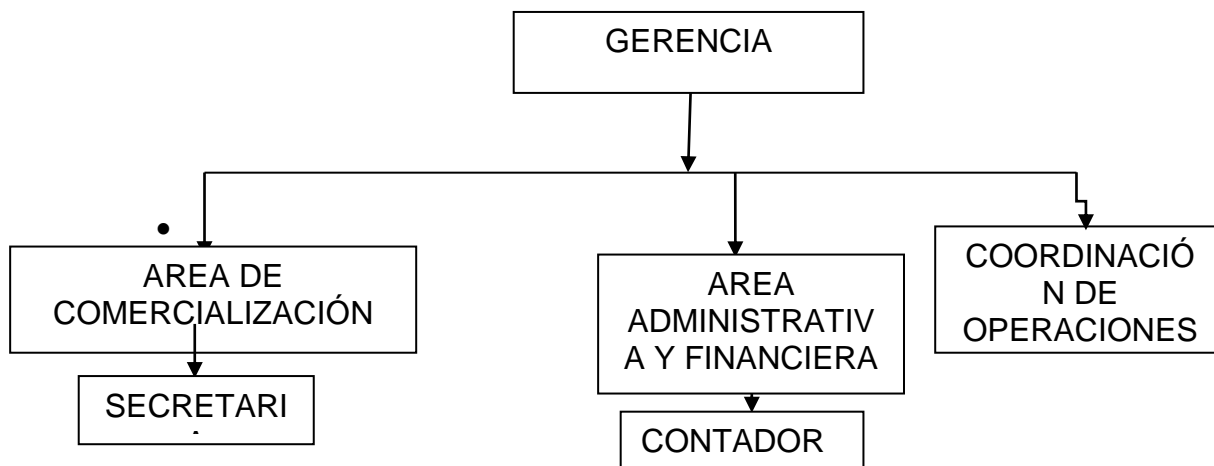 GERENCIA
AREA DE
COMERCIALIZACIÓN
AREA
ADMINISTRATIV
A Y FINANCIERA
COORDINACIÓ
N DE
OPERACIONES
SECRETARI
CONTADOR